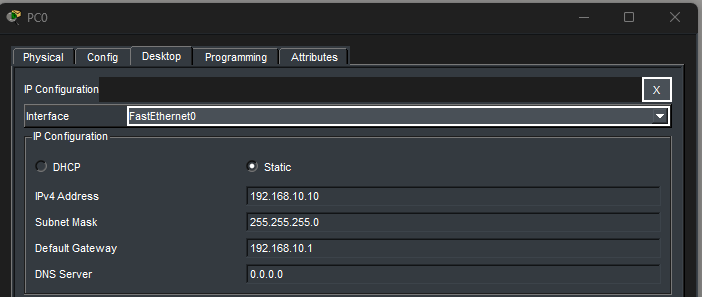 PC0
Physical Config Desktop Programming Attributes
IP Configuration X
Interface FastEthernet0
IP Configuration
DHCP Static
IPv4 Address 192.168.10.10
Subnet Mask 255.255.255.0
Default Gateway 192.168.10.1
DNS Server 0.0.0.0